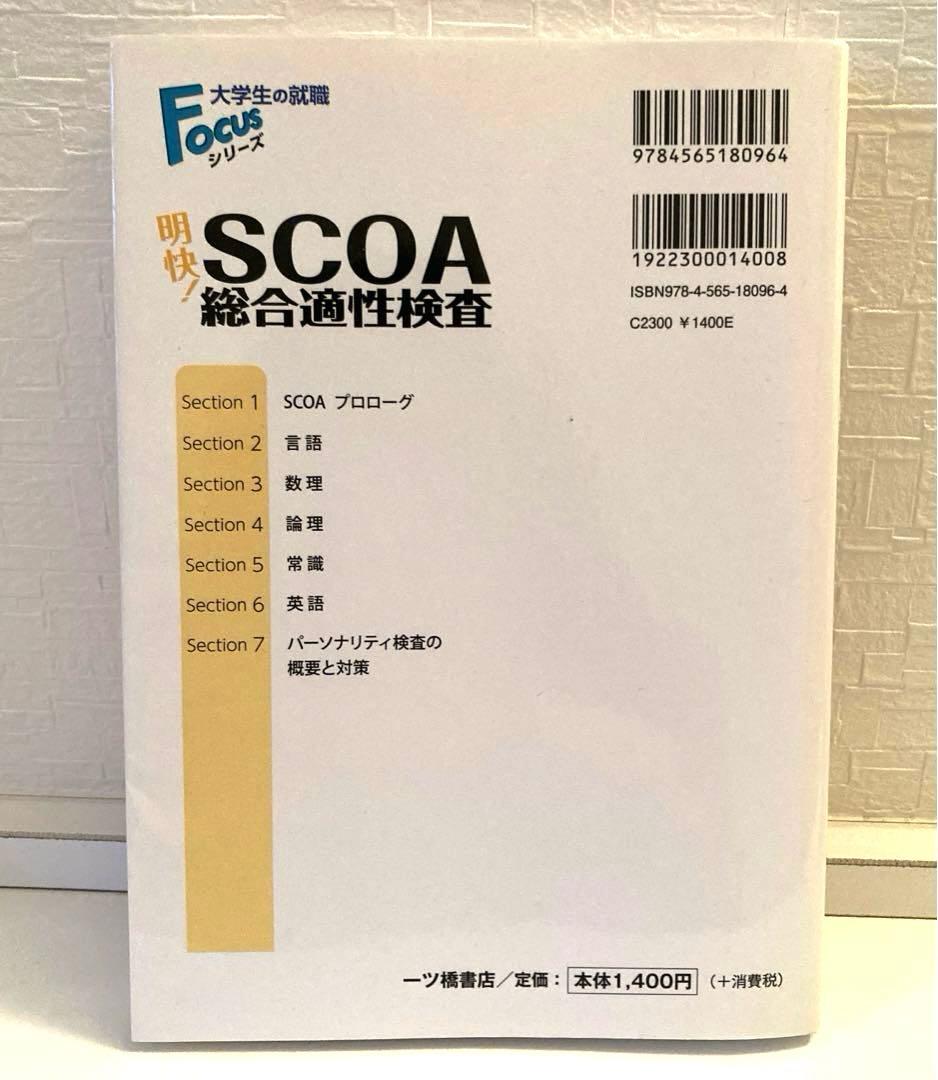 大学生の就職
Focus
シリーズ
明快!
SCOA
総合適性検査
9784565180964
1922300014008
ISBN978-4-565-18096-4
C2300 ¥1400E
Section 1 SCOA プロローグ
Section 2 言語
Section 3 数理
Section 4 論理
Section 5 常識
Section 6 英語
Section 7 パーソナリティ検査の
概要と対策
一ツ橋書店/定価:本体1,400円(+消費税)